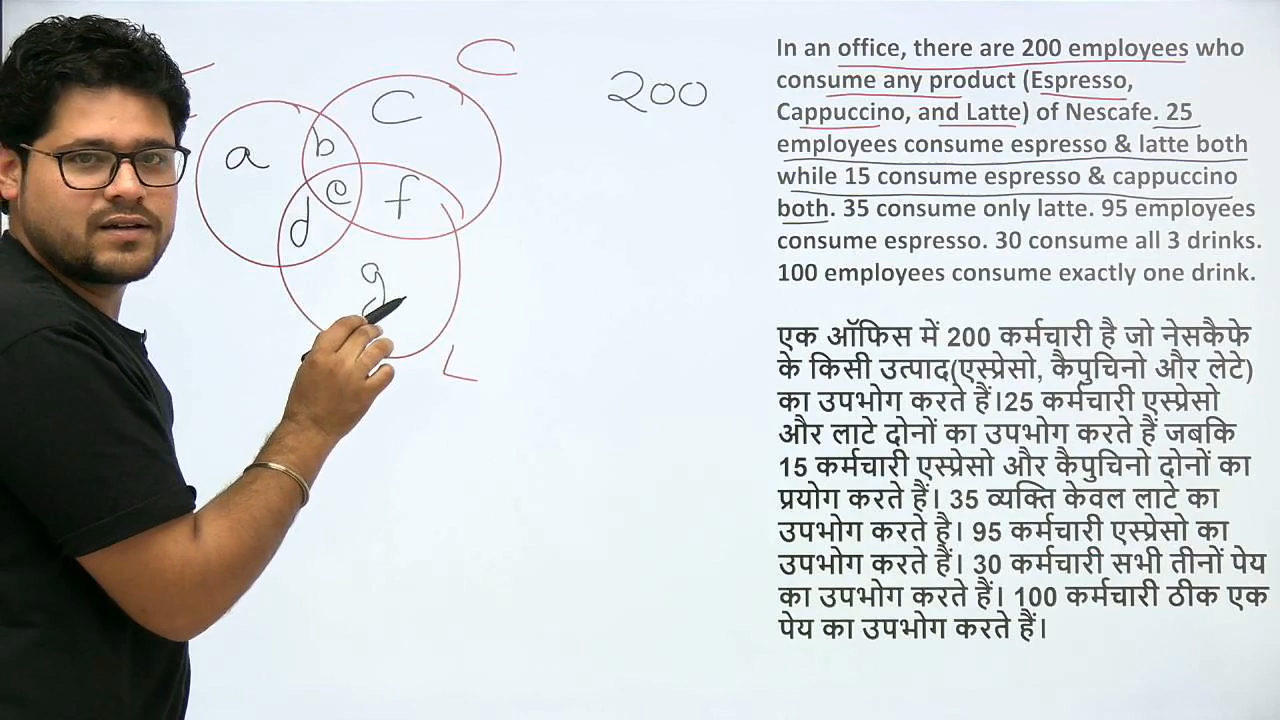 C
200
C
a
b
e
f
d
g
L
In an office, there are 200 employees who
consume any product (Espresso,
Cappuccino, and Latte) of Nescafe. 25
employees consume espresso & latte both
while 15 consume espresso & cappuccino
both. 35 consume only latte. 95 employees
consume espresso. 30 consume all 3 drinks.
100 employees consume exactly one drink.
एक ऑफिस में 200 कर्मचारी है जो नेसकैफे
के किसी उत्पाद(एस्प्रेसो, कैपुचिनो और लेटे)
का उपभोग करते हैं।25 कर्मचारी एस्प्रेसो
और लाटे दोनों का उपभोग करते हैं जबकि
15 कर्मचारी एस्प्रेसो और कैपुचिनो दोनों का
प्रयोग करते हैं। 35 व्यक्ति केवल लाटे का
उपभोग करते है। 95 कर्मचारी एस्प्रेसो का
उपभोग करते हैं। 30 कर्मचारी सभी तीनों पेय
का उपभोग करते हैं। 100 कर्मचारी ठीक एक
पेय का उपभोग करते हैं।